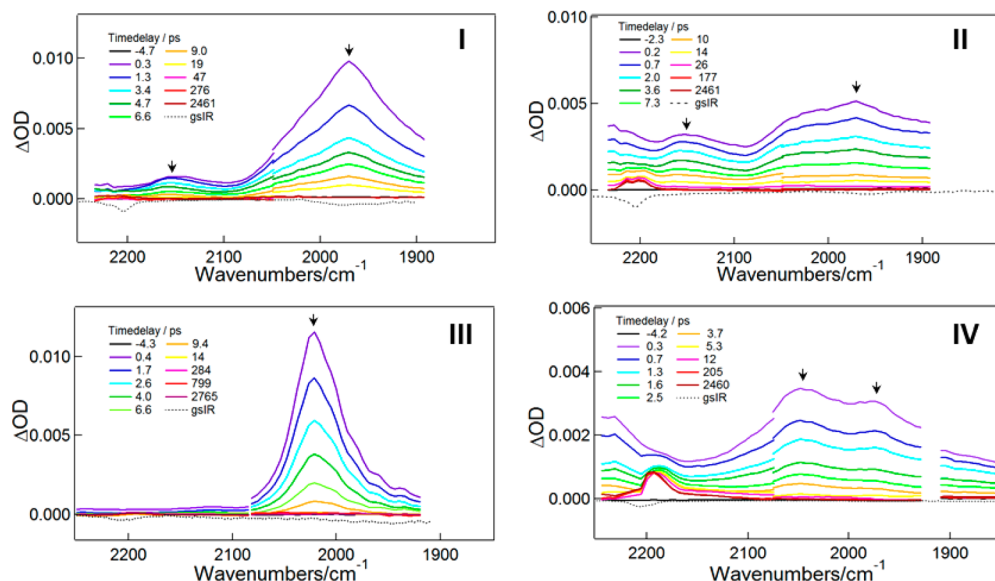 I
0.010
0.005
0.000
ΔOD
Timedelay / ps
-4.7 9.0
0.3 19
1.3 47
3.4 276
4.7 2461
6.6 gsIR
2200 2100 2000 1900
Wavenumbers/cm-1
II
0.010
0.005
0.000
ΔOD
Timedelay / ps
-2.3 10
0.2 14
0.7 26
2.0 177
3.6 2461
7.3 gsIR
2200 2100 2000 1900
Wavenumbers/cm-1
III
0.010
0.005
0.000
ΔOD
Timedelay / ps
-4.3 9.4
0.4 14
1.7 284
2.6 799
4.0 2765
6.6 gsIR
2200 2100 2000 1900
Wavenumbers/cm-1
IV
0.006
0.004
0.002
0.000
ΔOD
Timedelay / ps
-4.2 3.7
0.3 5.3
0.7 12
1.3 205
1.6 2460
2.5 gsIR
2200 2100 2000 1900
Wavenumbers/cm-1